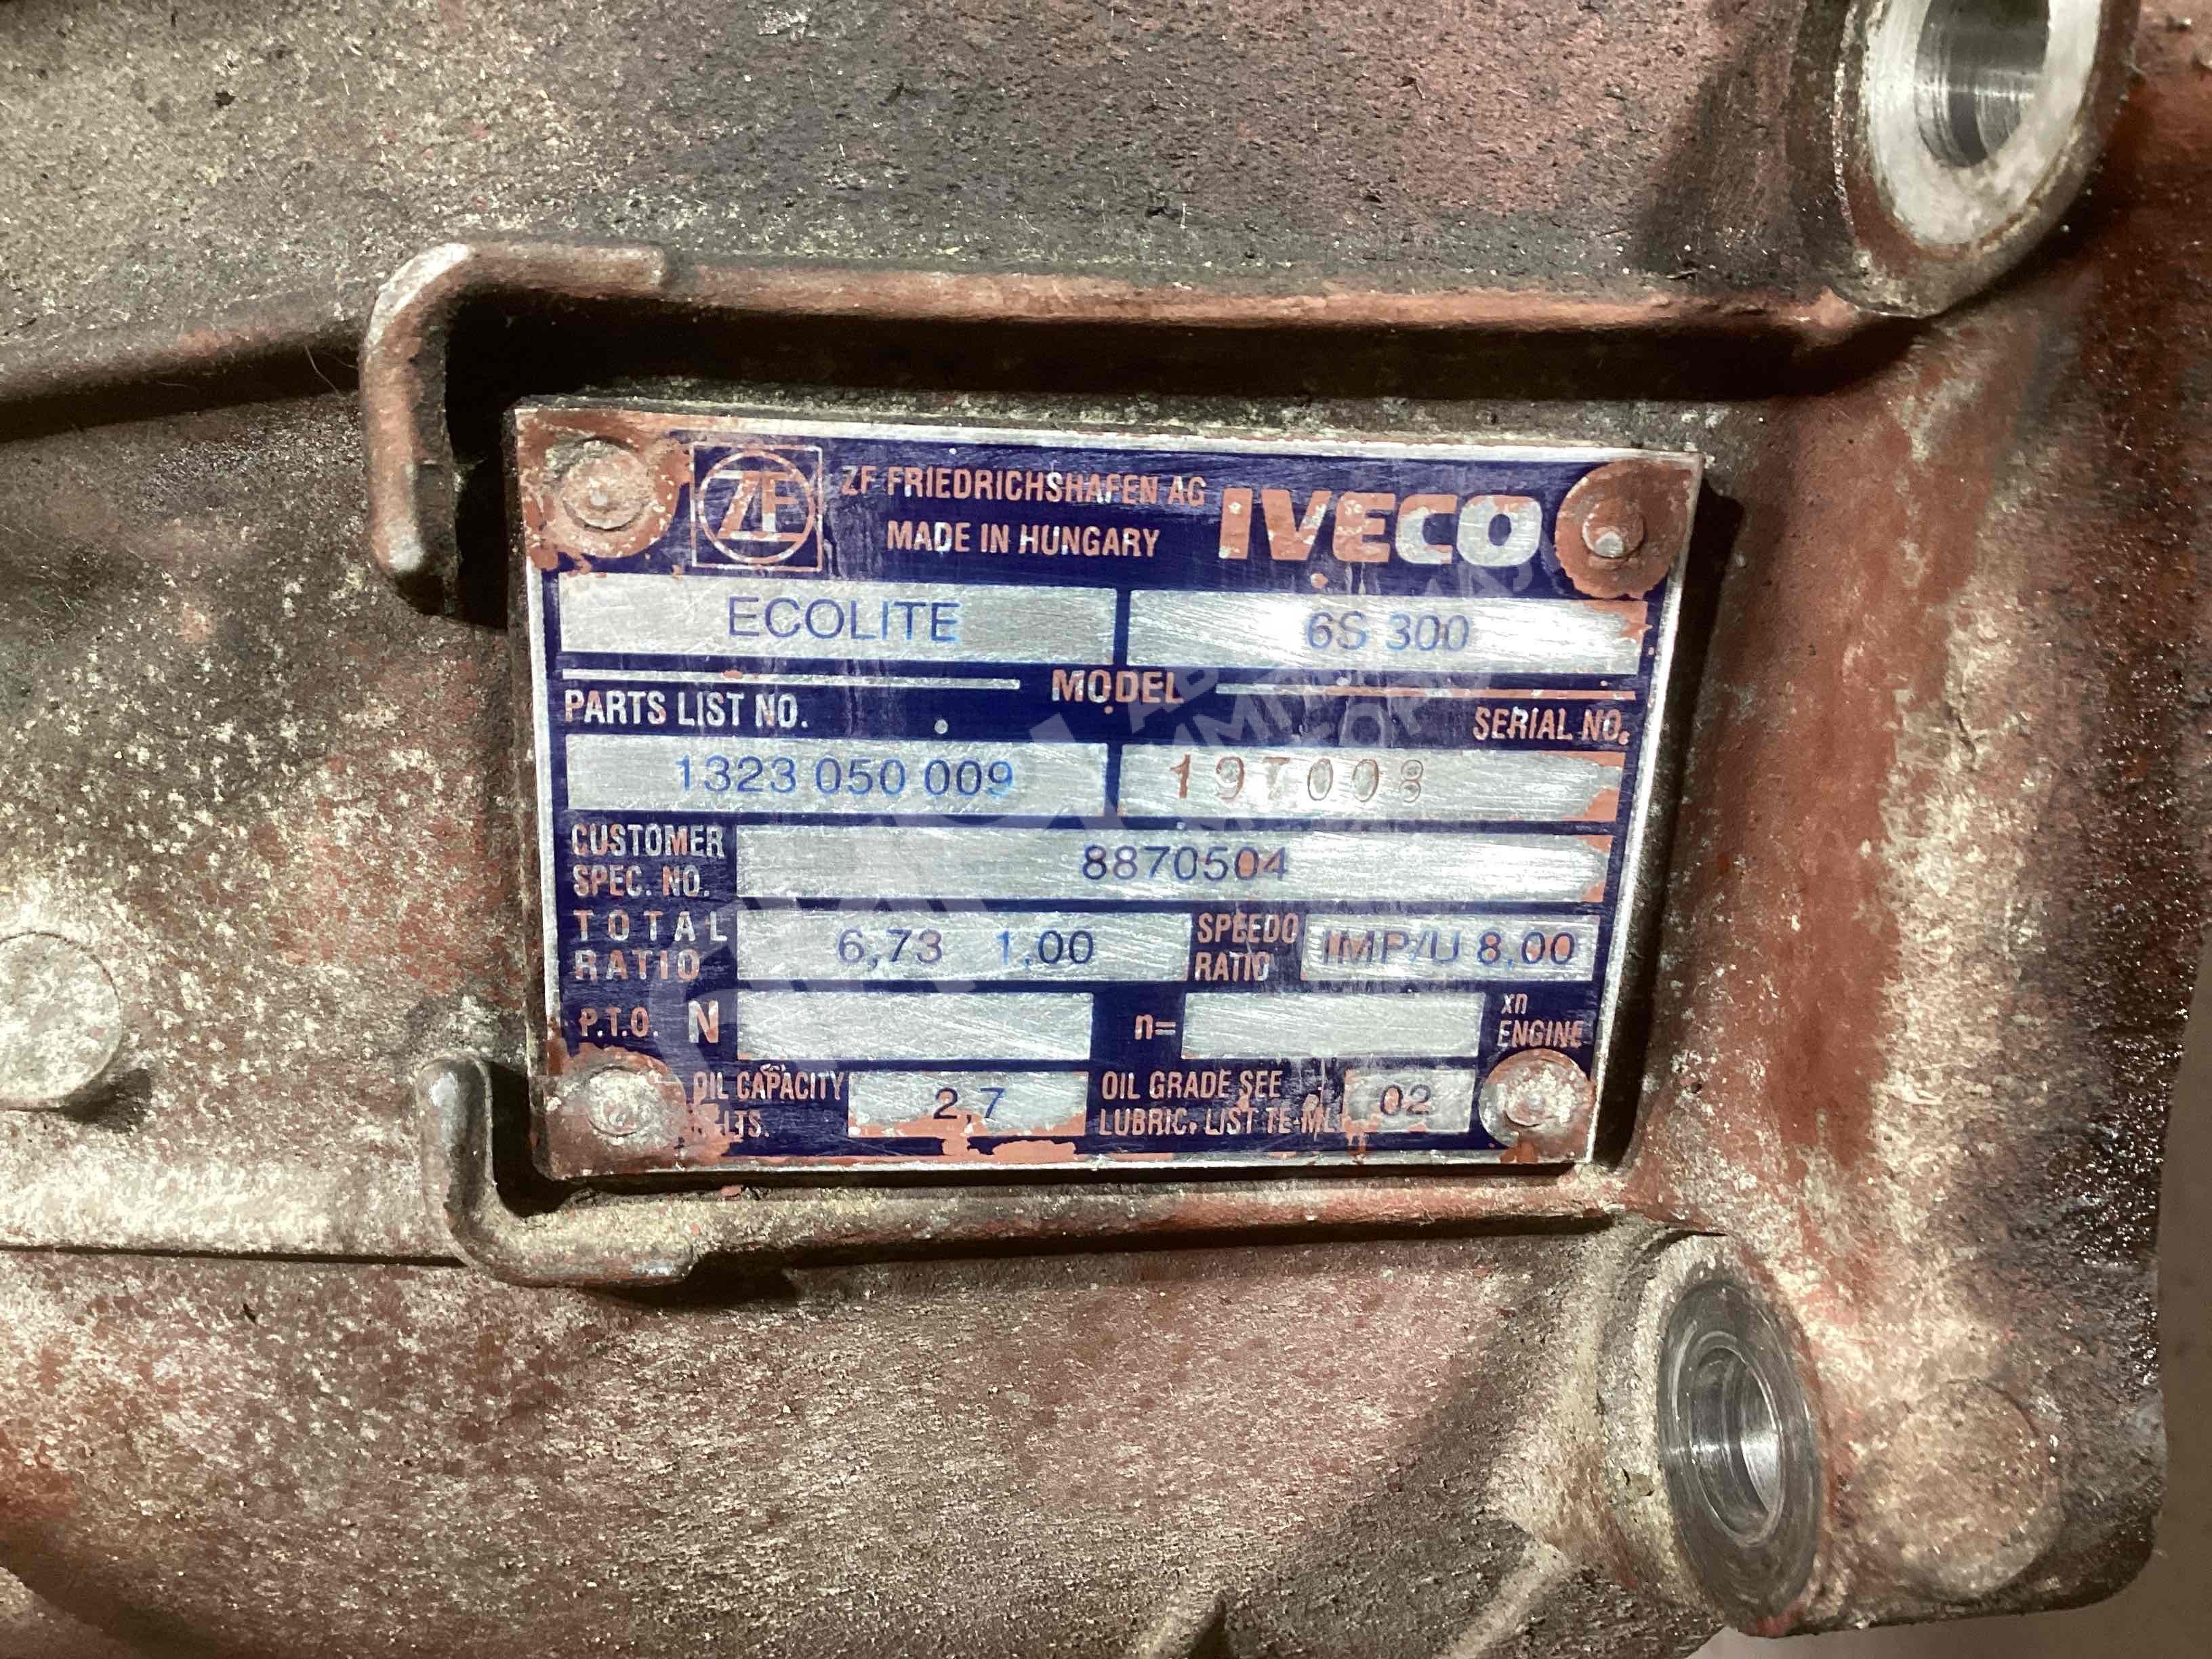 ZF ZF FRIEDRICHSHAFEN AG IVECO
MADE IN HUNGARY
ECOLITE 6S 300
MODEL
PARTS LIST NO. SERIAL NO.
1323 050 009
CUSTOMER
SPEC. NO. 8870504
TOTAL
RATIO 6,73 1,00 SPEEDO
RATIO IMP/U 8,00
P.T.O. N n= xn
ENGINE
OIL CAPACITY
LTS. 2,7 OIL GRADE SEE
LUBRIC. LIST TE-ML 02